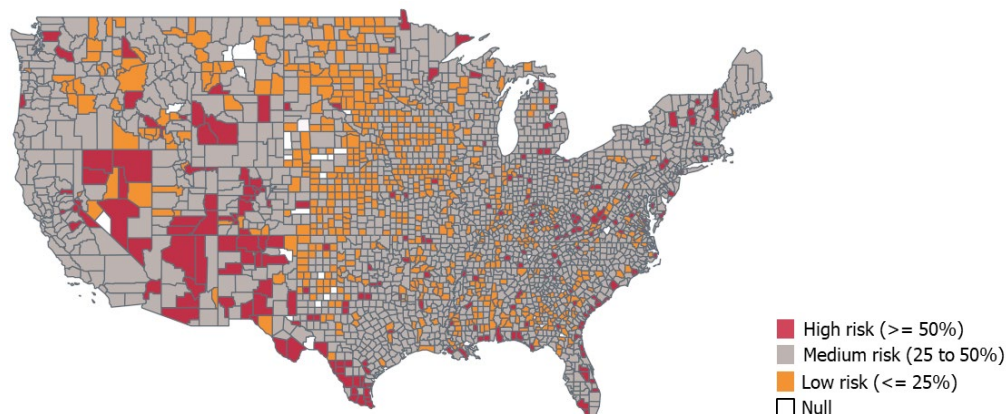 High risk (>= 50%)
Medium risk (25 to 50%)
Low risk (<= 25%)
Null